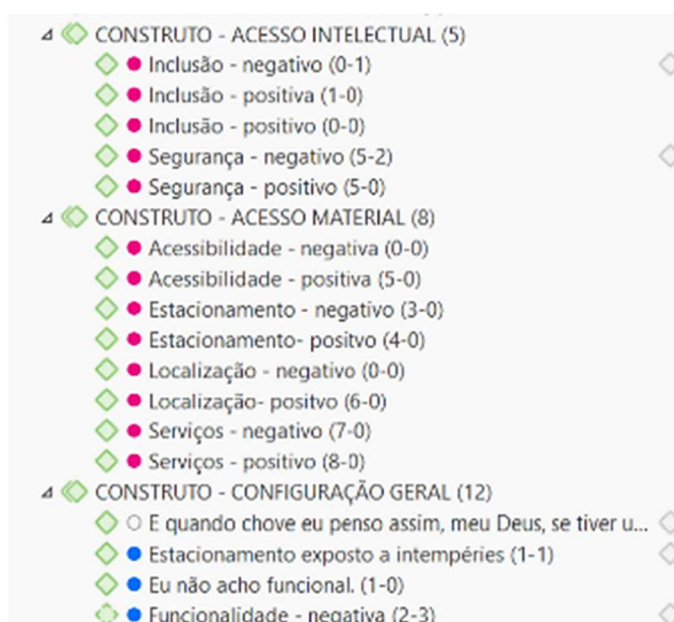 CONSTRUTO - ACESSO INTELECTUAL (5)
Inclusão - negativo (0-1)
Inclusão - positiva (1-0)
Inclusão - positivo (0-0)
Segurança - negativo (5-2)
Segurança - positivo (5-0)
CONSTRUTO - ACESSO MATERIAL (8)
Acessibilidade - negativa (0-0)
Acessibilidade - positiva (5-0)
Estacionamento - negativo (3-0)
Estacionamento- positvo (4-0)
Localização - negativo (0-0)
Localização- positvo (6-0)
Serviços - negativo (7-0)
Serviços - positivo (8-0)
CONSTRUTO - CONFIGURAÇÃO GERAL (12)
E quando chove eu penso assim, meu Deus, se tiver u...
Estacionamento exposto a intempéries (1-1)
Eu não acho funcional. (1-0)
Funcionalidade - negativa (2-3)